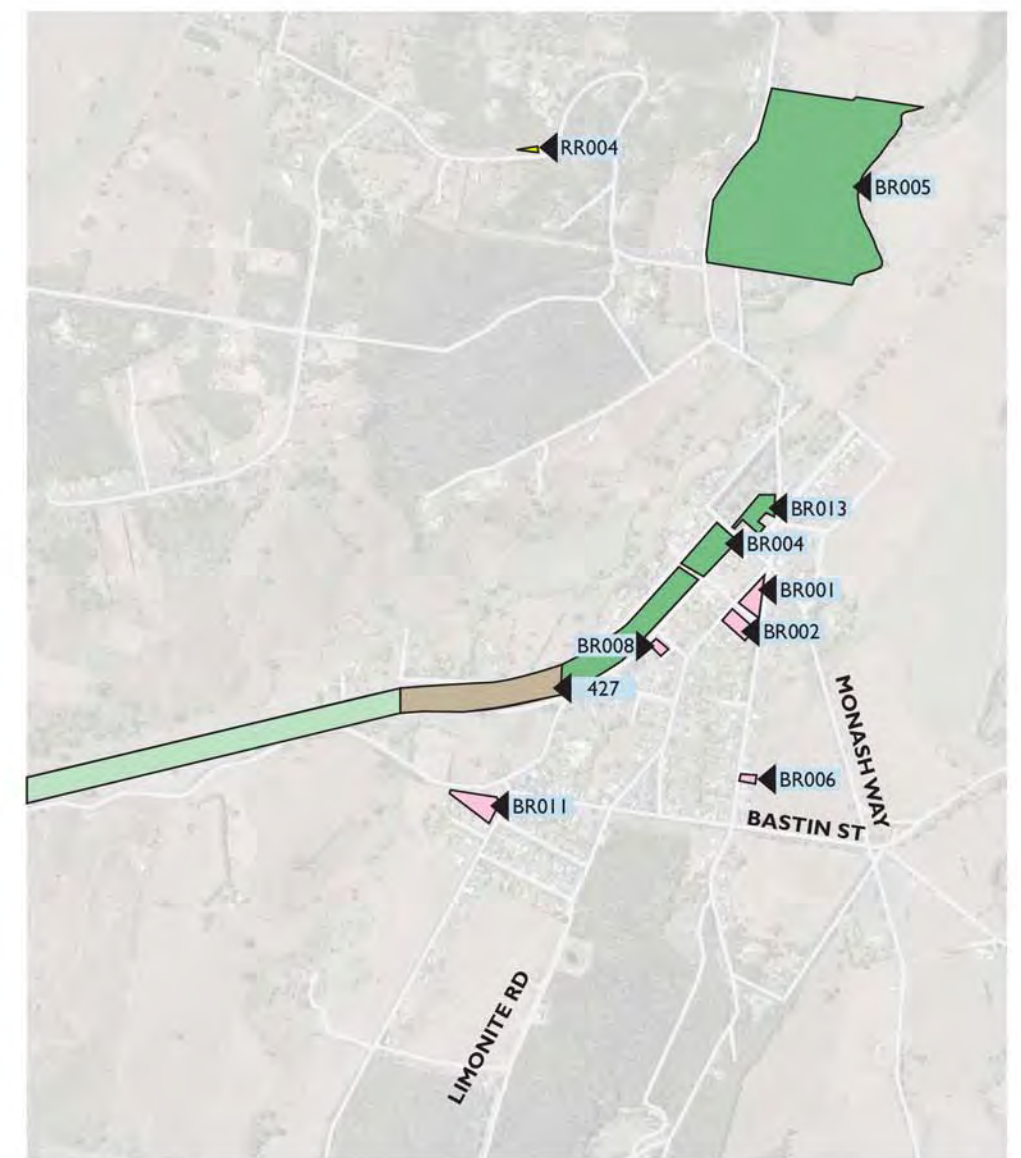 RR004
BR005
BR013
BR004
BR001
BR002
BR008
427
MONASH WAY
BR006
BR011
BASTIN ST
LIMONITE RD